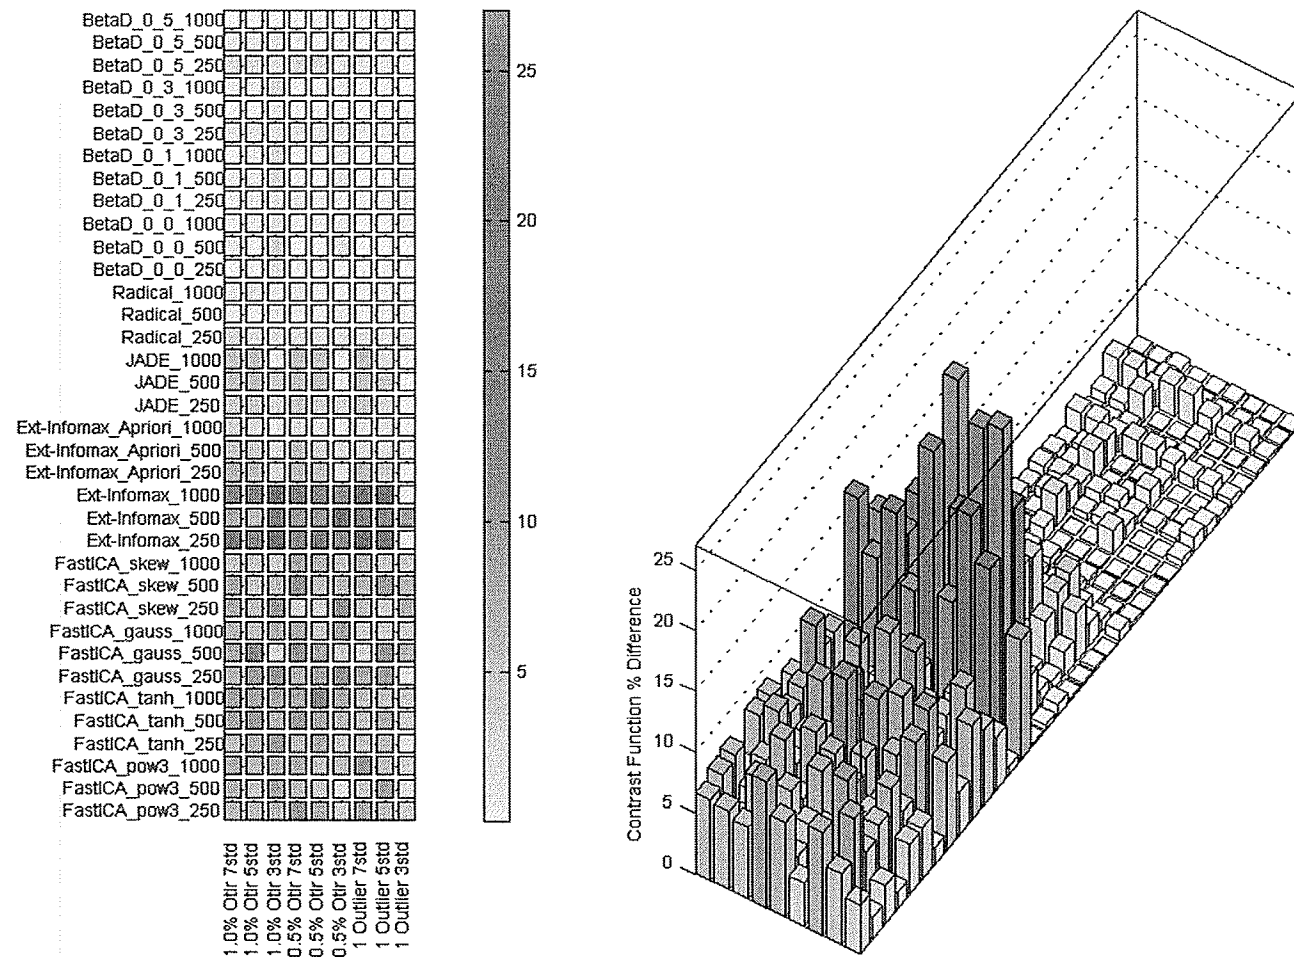 BetaD_0_5_1000
BetaD_0_5_500
BetaD_0_5_250
BetaD_0_3_1000
BetaD_0_3_500
BetaD_0_3_250
BetaD_0_1_1000
BetaD_0_1_500
BetaD_0_1_250
BetaD_0_0_1000
BetaD_0_0_500
BetaD_0_0_250
Radical_1000
Radical_500
Radical_250
JADE_1000
JADE_500
JADE_250
Ext-Infomax_Apriori_1000
Ext-Infomax_Apriori_500
Ext-Infomax_Apriori_250
Ext-Infomax_1000
Ext-Infomax_500
Ext-Infomax_250
FastICA_skew_1000
FastICA_skew_500
FastICA_skew_250
FastICA_gauss_1000
FastICA_gauss_500
FastICA_gauss_250
FastICA_tanh_1000
FastICA_tanh_500
FastICA_tanh_250
FastICA_pow3_1000
FastICA_pow3_500
FastICA_pow3_250
1.0% Otlr 7std
1.0% Otlr 5std
1.0% Otlr 3std
0.5% Otlr 7std
0.5% Otlr 5std
0.5% Otlr 3std
1 Outlier 7std
1 Outlier 5std
1 Outlier 3std
25
20
15
10
5
Contrast Function % Difference
25
20
15
10
5
0